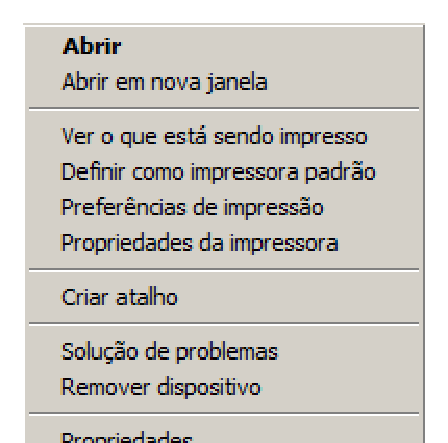 Abrir
Abrir em nova janela
Ver o que está sendo impresso
Definir como impressora padrão
Preferências de impressão
Propriedades da impressora
Criar atalho
Solução de problemas
Remover dispositivo
Propriedades